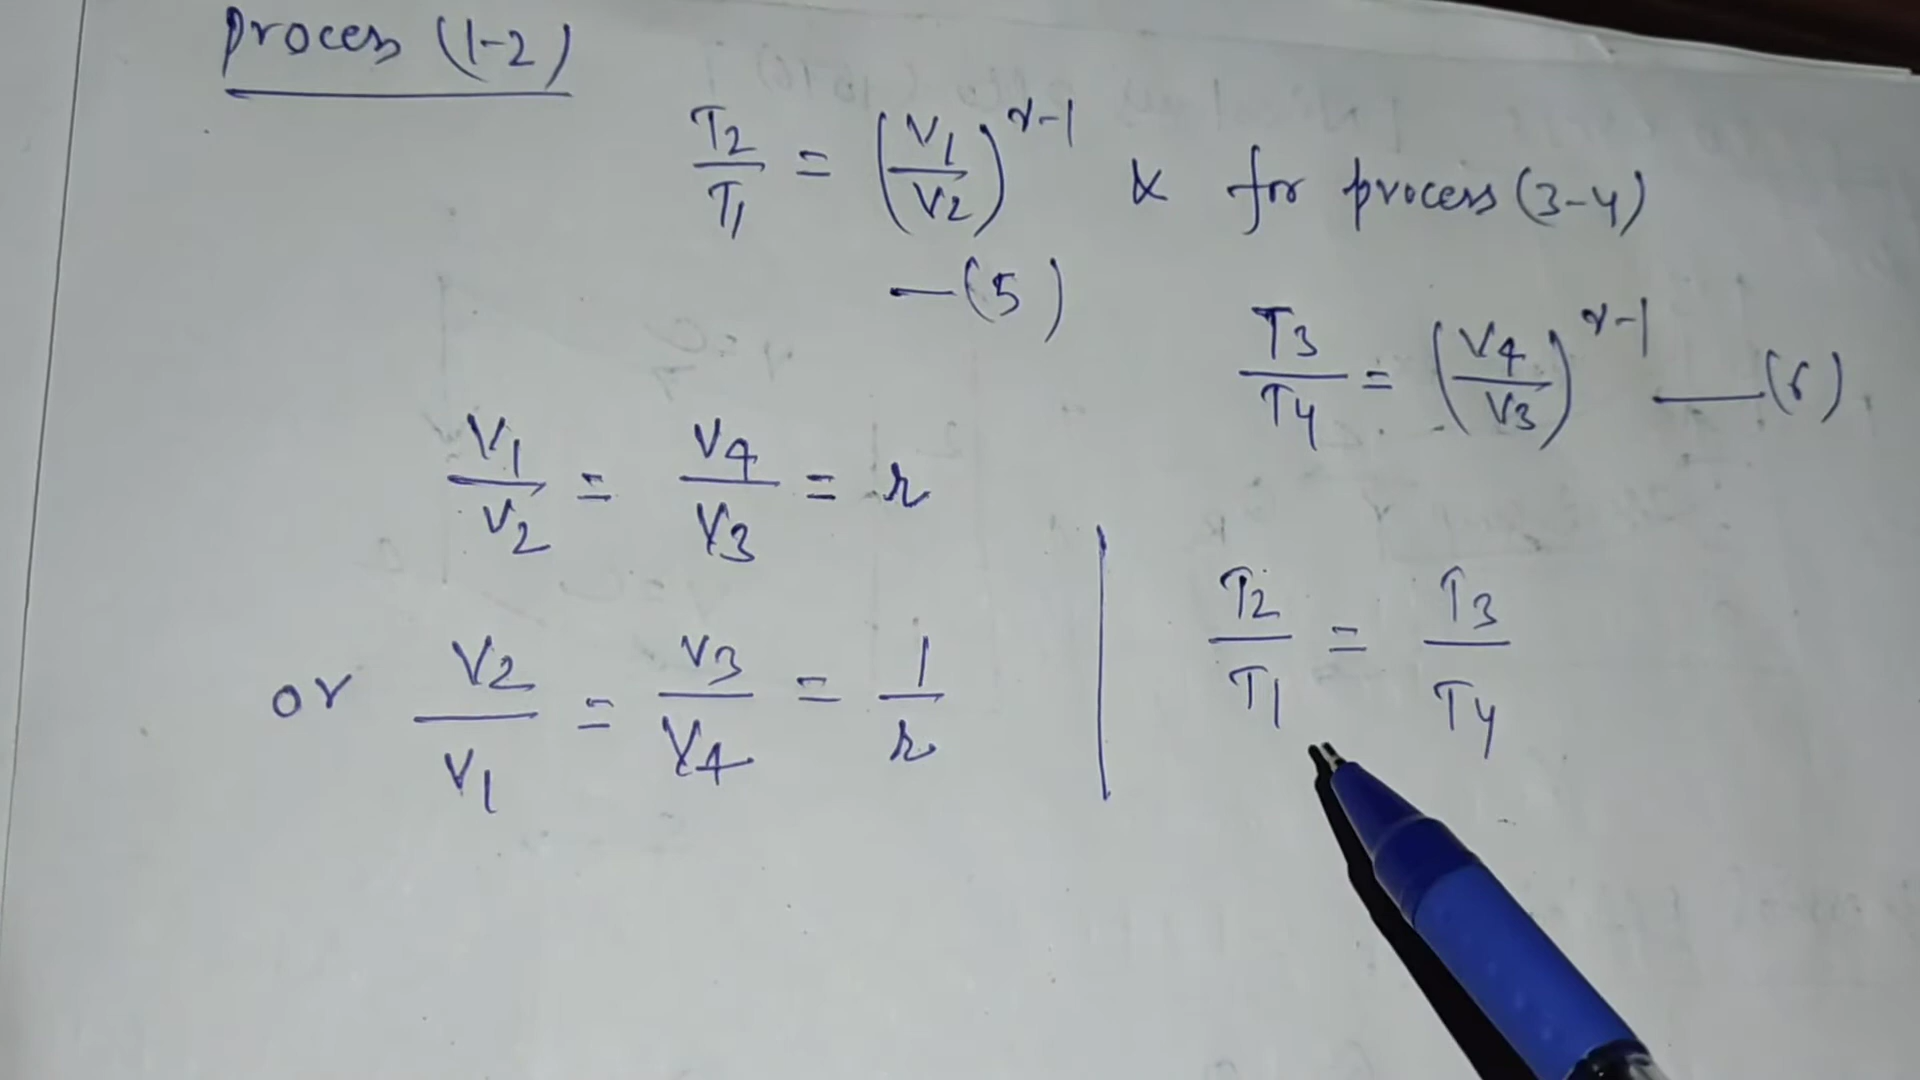 process (1-2)
T2/T1 = (V1/V2)^γ-1 & for process (3-4)
—(5)
T3/T4 = (V4/V3)^γ-1 —(6)
V1/V2 = V4/V3 = r
or V2/V1 = V3/V4 = 1/r
T2/T1 = T3/T4